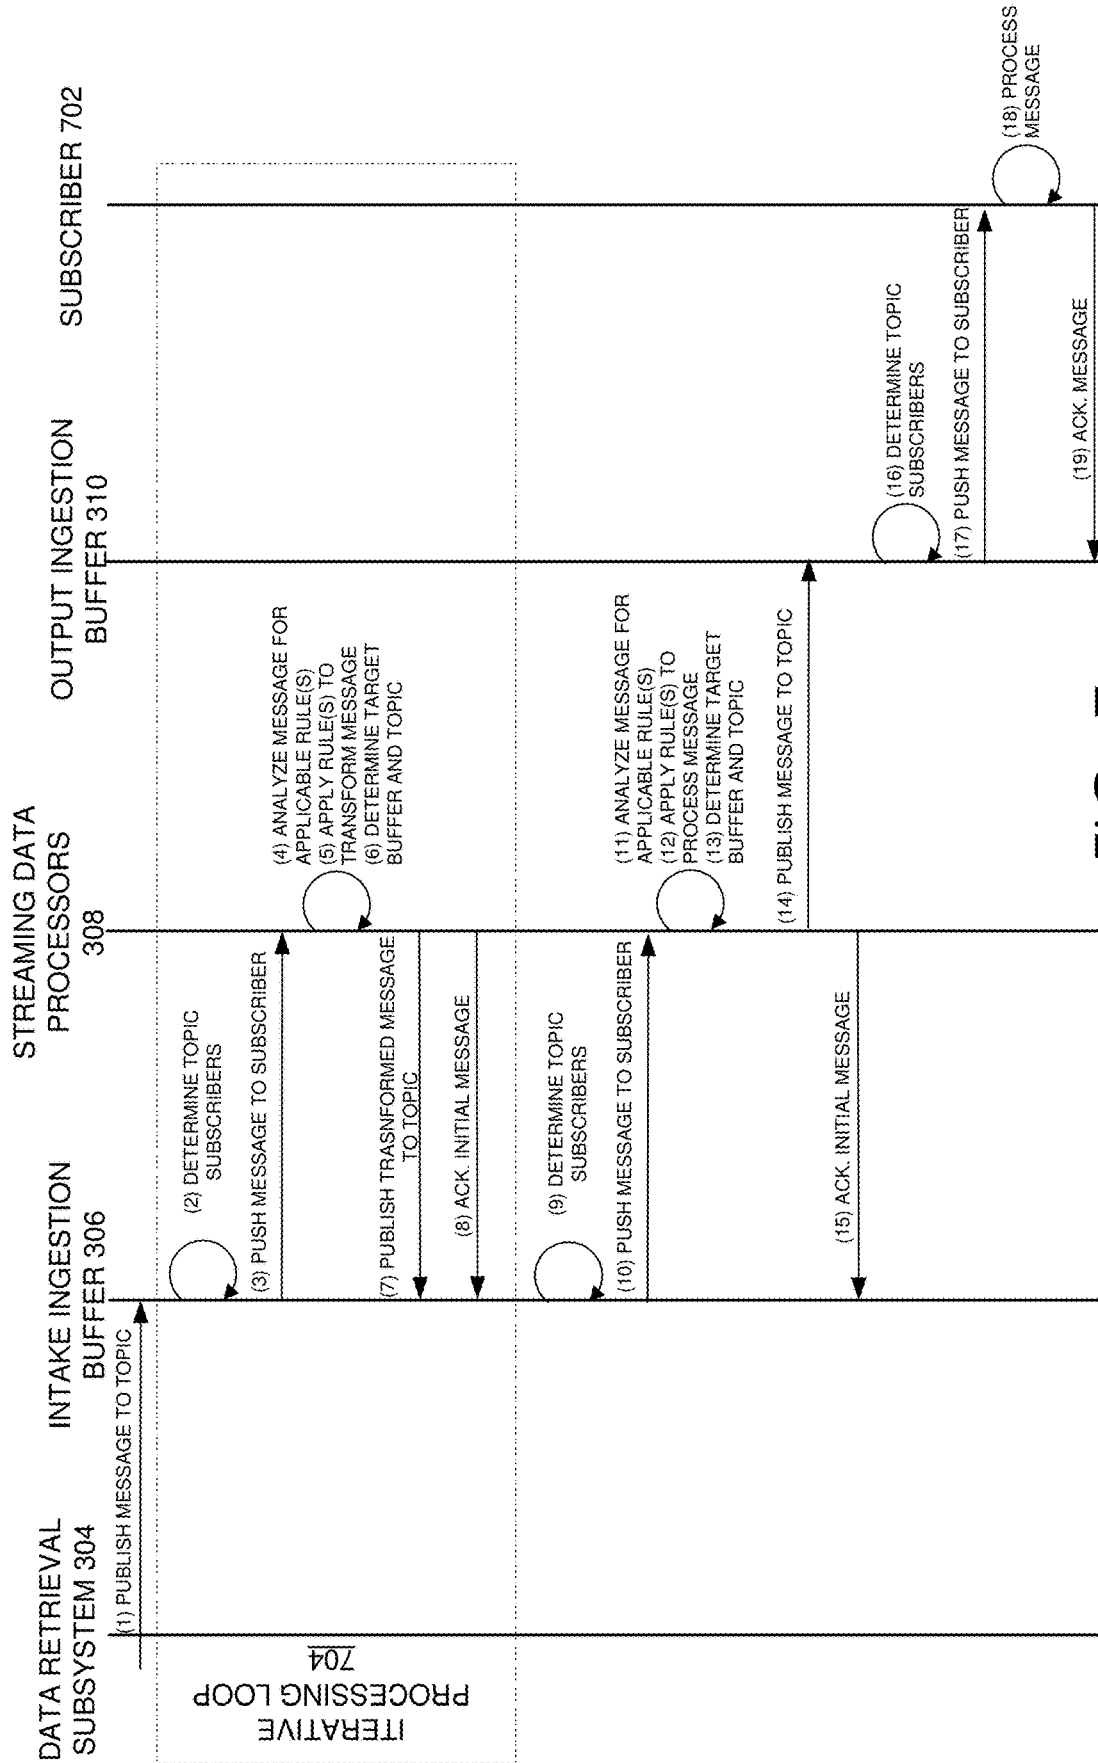 DATA RETRIEVAL
SUBSYSTEM 304
INTAKE INGESTION
BUFFER 306
STREAMING DATA
PROCESSORS
308
OUTPUT INGESTION
BUFFER 310
SUBSCRIBER 702
(1) PUBLISH MESSAGE TO TOPIC
ITERATIVE
PROCESSING LOOP
704
(2) DETERMINE TOPIC
SUBSCRIBERS
(3) PUSH MESSAGE TO SUBSCRIBER
(4) ANALYZE MESSAGE FOR
APPLICABLE RULE(S)
(5) APPLY RULE(S) TO
TRANSFORM MESSAGE
(6) DETERMINE TARGET
BUFFER AND TOPIC
(7) PUBLISH TRASNFORMED MESSAGE
TO TOPIC
(8) ACK. INITIAL MESSAGE
(9) DETERMINE TOPIC
SUBSCRIBERS
(10) PUSH MESSAGE TO SUBSCRIBER
(11) ANALYZE MESSAGE FOR
APPLICABLE RULE(S)
(12) APPLY RULE(S) TO
PROCESS MESSAGE
(13) DETERMINE TARGET
BUFFER AND TOPIC
(14) PUBLISH MESSAGE TO TOPIC
(15) ACK. INITIAL MESSAGE
(16) DETERMINE TOPIC
SUBSCRIBERS
(17) PUSH MESSAGE TO SUBSCRIBER
(18) PROCESS
MESSAGE
(19) ACK. MESSAGE